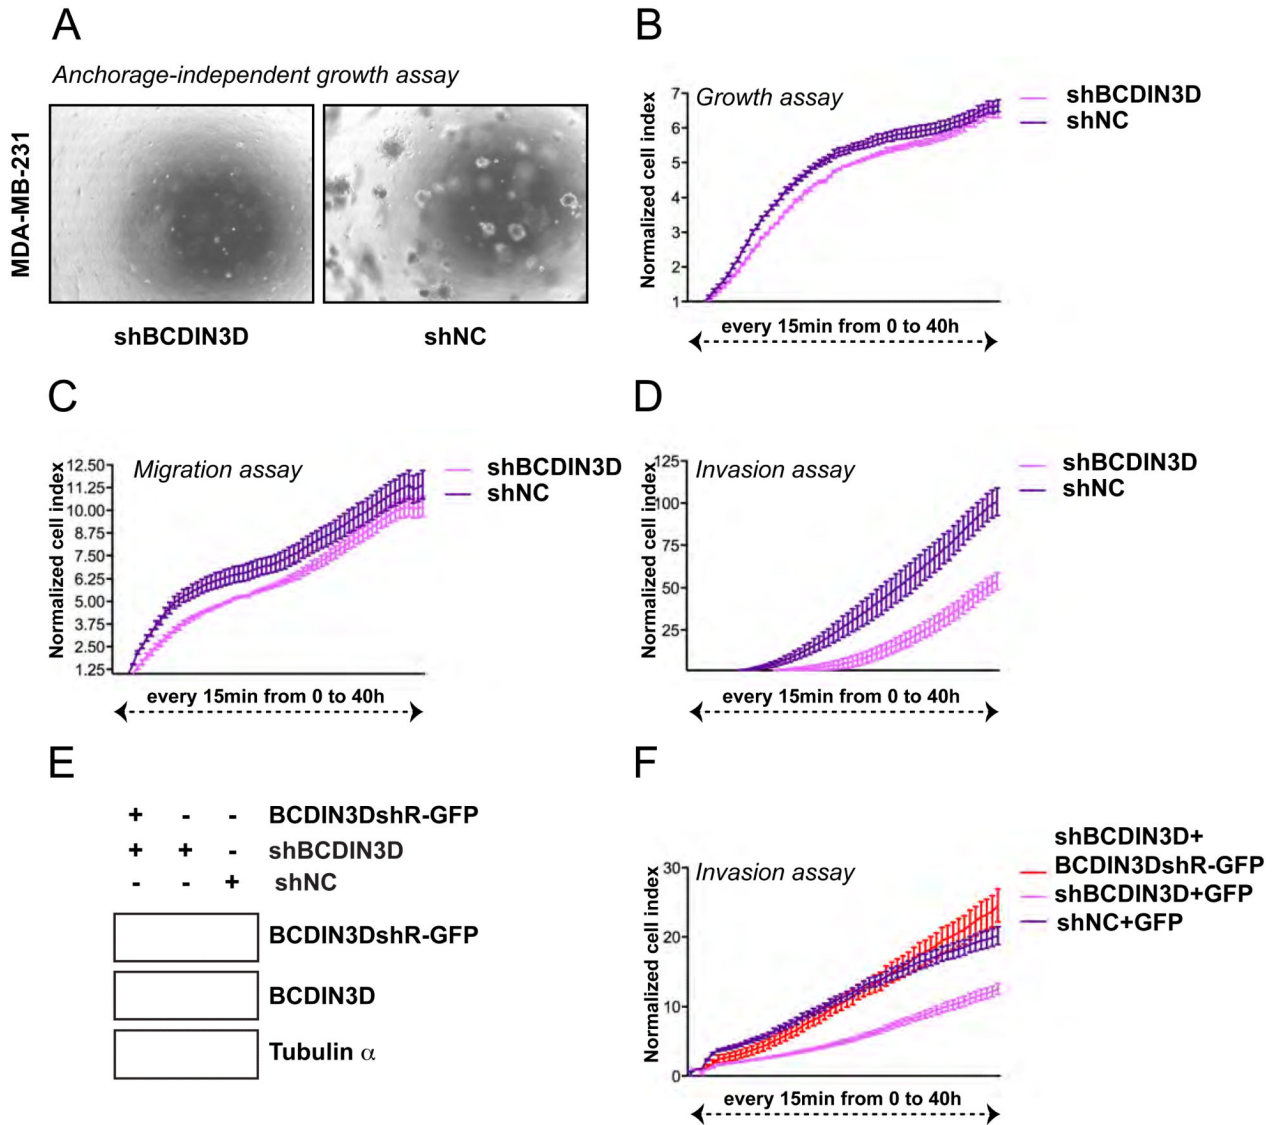 A
Anchorage-independent growth assay
MDA-MB-231
shBCDIN3D
shNC
B
Growth assay
Normalized cell index
7
6
5
4
3
2
1
shBCDIN3D
shNC
every 15min from 0 to 40h
C
Migration assay
Normalized cell index
12.50
11.25
10.00
8.75
7.50
6.25
5.00
3.75
2.50
1.25
shBCDIN3D
shNC
every 15min from 0 to 40h
D
Invasion assay
Normalized cell index
125
100
75
50
25
shBCDIN3D
shNC
every 15min from 0 to 40h
E
+ - - BCDIN3DshR-GFP
+ + - shBCDIN3D
- - + shNC
BCDIN3DshR-GFP
BCDIN3D
Tubulin α
F
Invasion assay
Normalized cell index
30
20
10
0
shBCDIN3D+
BCDIN3DshR-GFP
shBCDIN3D+GFP
shNC+GFP
every 15min from 0 to 40h